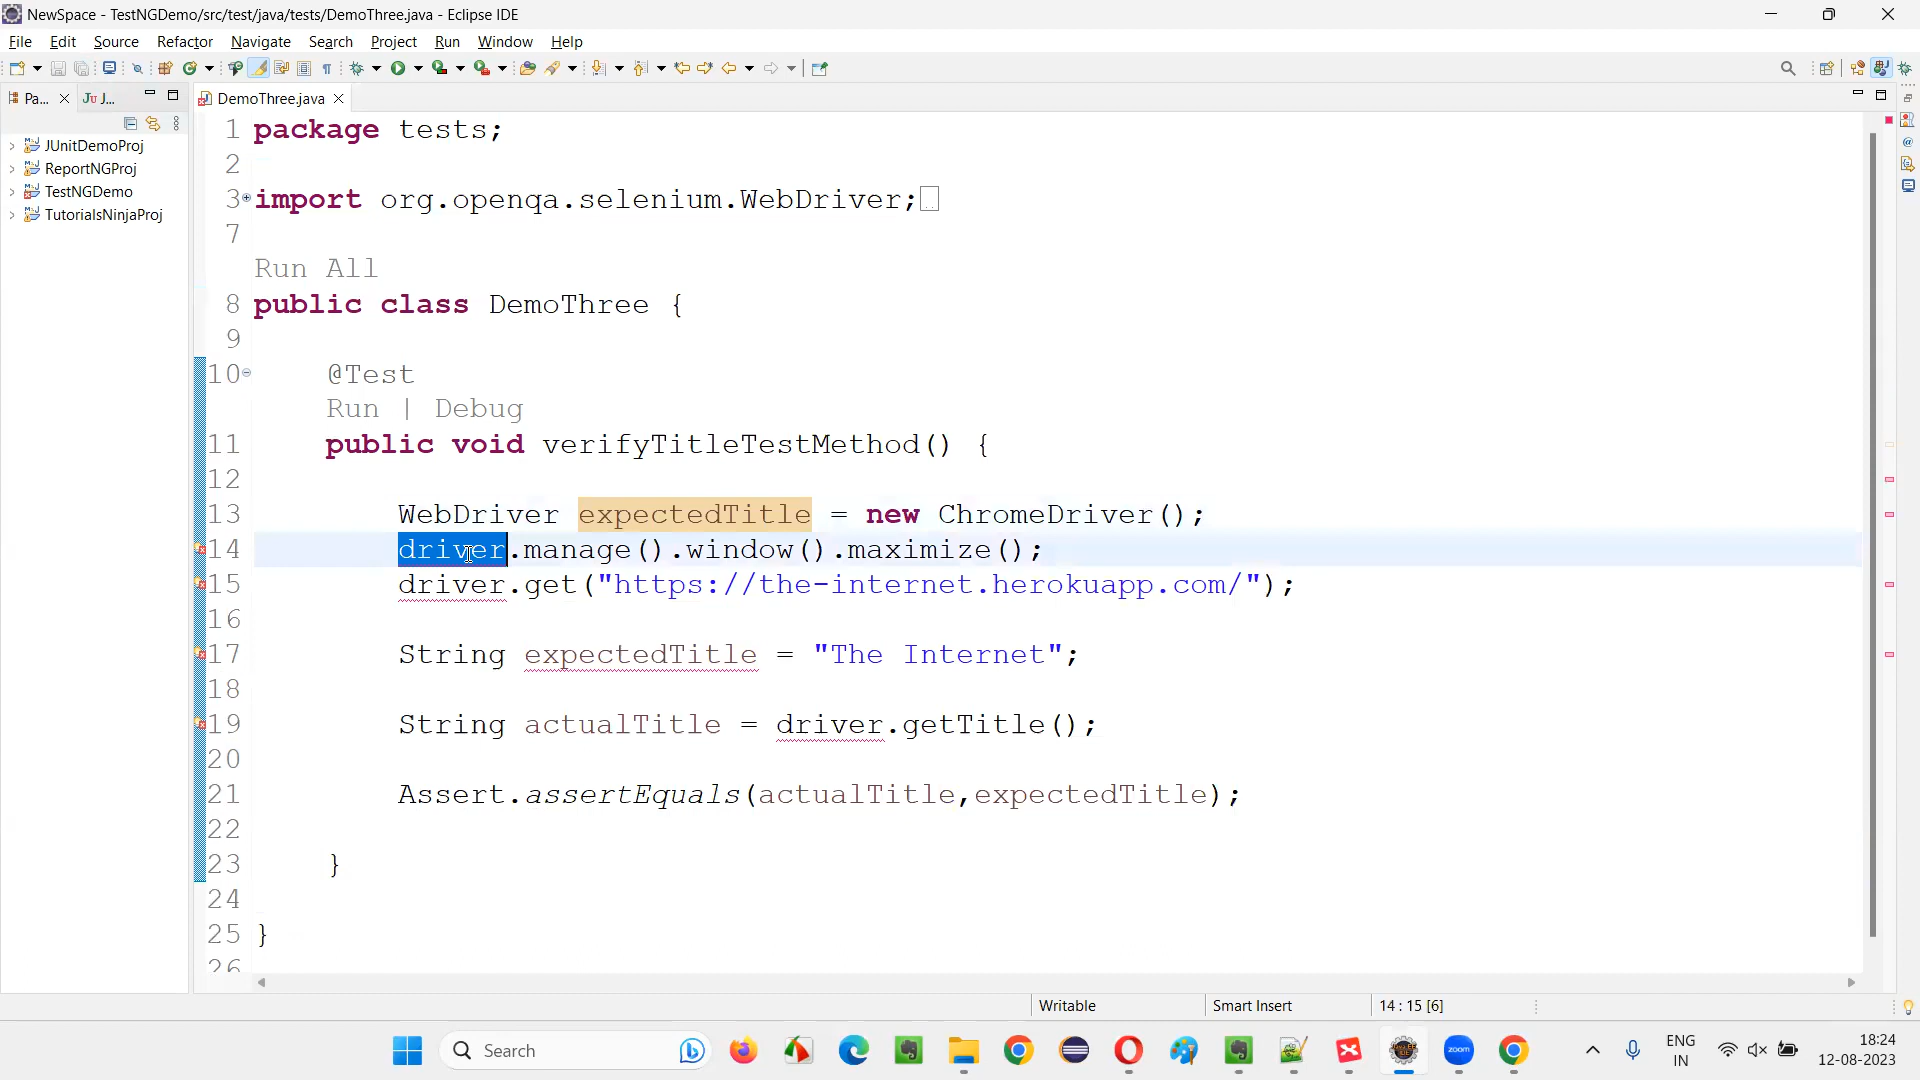 NewSpace - TestNGDemo/src/test/java/tests/DemoThree.java - Eclipse IDE
File Edit Source Refactor Navigate Search Project Run Window Help
Pa... J... DemoThree.java
JUnitDemoProj
ReportNGProj
TestNGDemo
TutorialsNinjaProj
1 package tests;
2
3 import org.openqa.selenium.WebDriver;
7
Run All
8 public class DemoThree {
9
10 @Test
Run | Debug
11 public void verifyTitleTestMethod() {
12
13 WebDriver expectedTitle = new ChromeDriver();
14 driver.manage().window().maximize();
15 driver.get("https://the-internet.herokuapp.com/");
16
17 String expectedTitle = "The Internet";
18
19 String actualTitle = driver.getTitle();
20
21 Assert.assertEquals(actualTitle,expectedTitle);
22
23 }
24
25 }
26
Writable Smart Insert 14 : 15 [6]
Search zoom ENG IN 18:24 12-08-2023